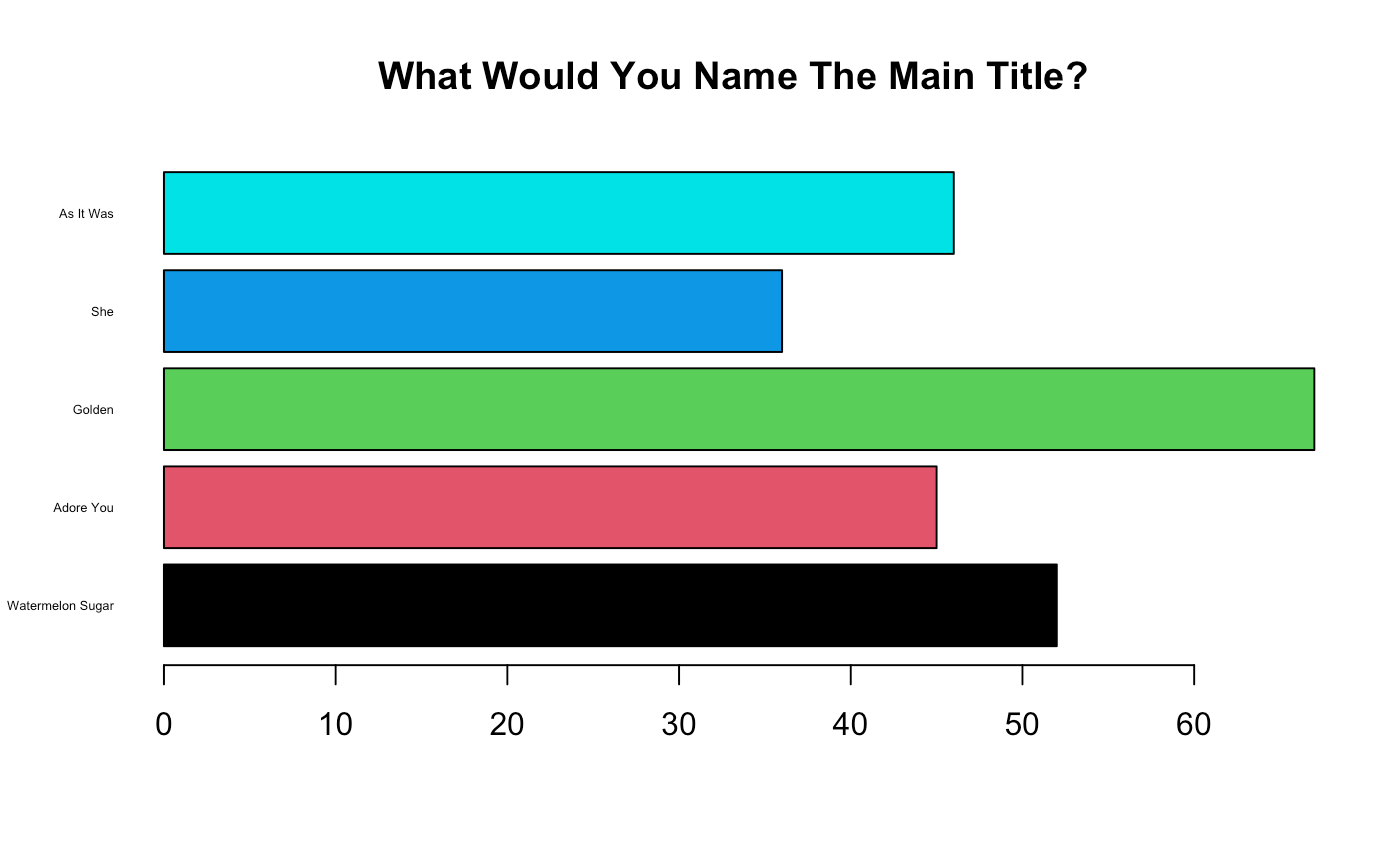 What Would You Name The Main Title?
As It Was
She
Golden
Adore You
Watermelon Sugar
0 10 20 30 40 50 60